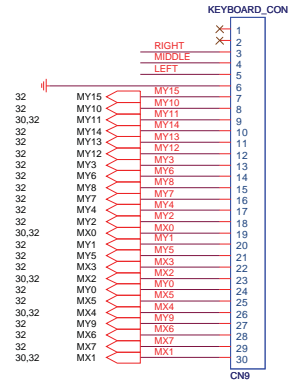 KEYBOARD_CON
1
2
RIGHT 3
MIDDLE 4
LEFT 5
6
32 MY15 MY15 7
32 MY10 MY10 8
30,32 MY11 MY11 9
32 MY14 MY14 10
32 MY13 MY13 11
32 MY12 MY12 12
32 MY3 MY3 13
32 MY6 MY6 14
32 MY8 MY8 15
32 MY7 MY7 16
32 MY4 MY4 17
32 MY2 MY2 18
30,32 MX0 MX0 19
32 MY1 MY1 20
32 MY5 MY5 21
32 MX3 MX3 22
30,32 MX2 MX2 23
32 MY0 MY0 24
32 MX5 MX5 25
30,32 MX4 MX4 26
32 MY9 MY9 27
32 MX6 MX6 28
32 MX7 MX7 29
30,32 MX1 MX1 30
CN9